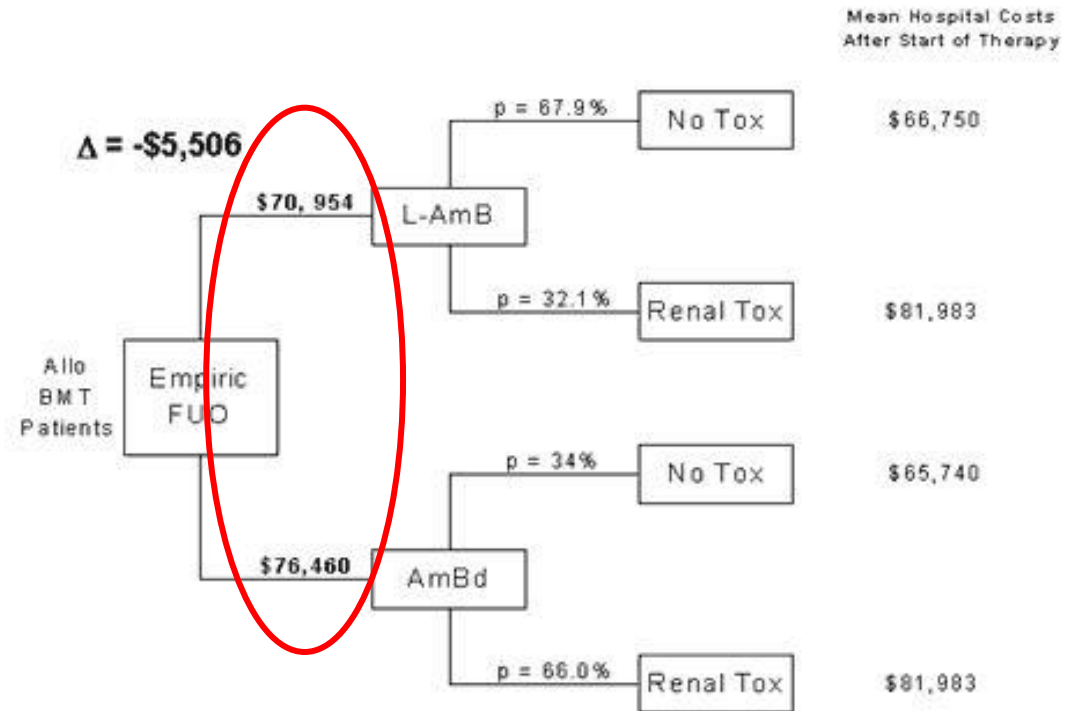 Mean Hospital Costs
After Start of Therapy
p = 67.9%
No Tox
$66,750
Δ = -$5,506
$70, 954
L-AmB
p = 32.1%
Renal Tox
$81,983
Allo
BMT
Patients
Empiric
FUO
p = 34%
No Tox
$65,740
$76,460
AmBd
p = 66.0%
Renal Tox
$81,983